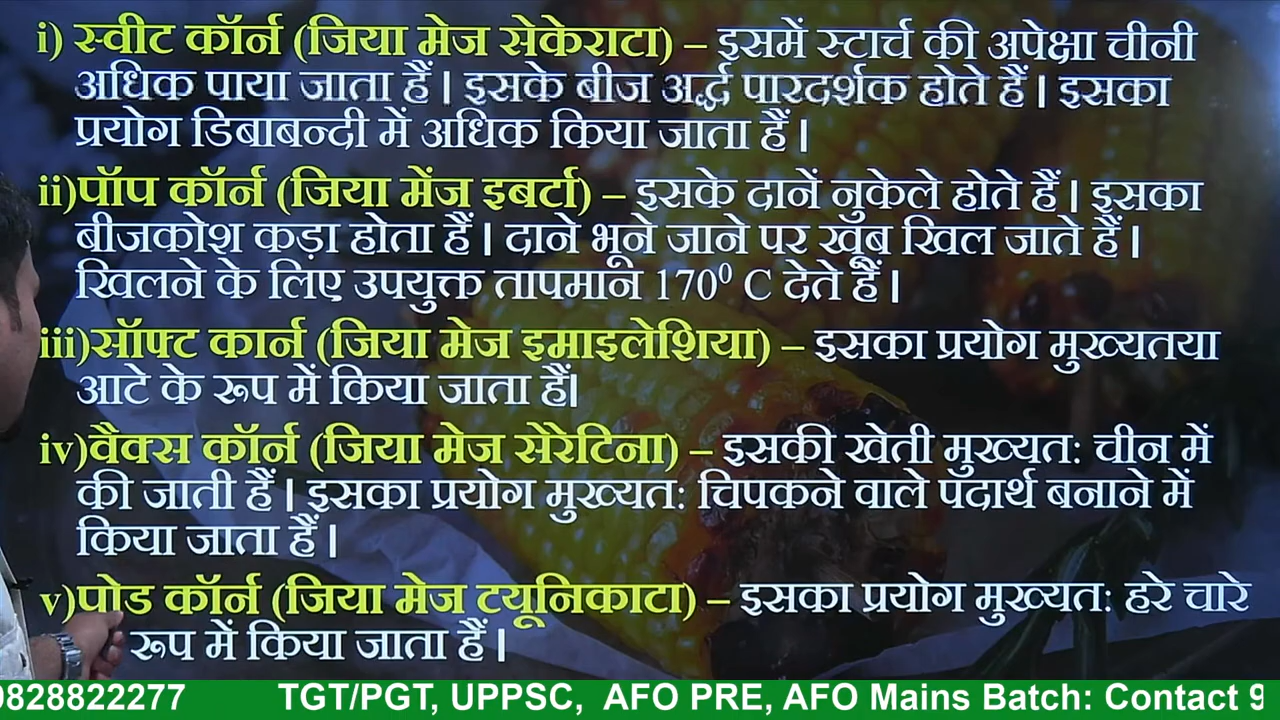 i) स्वीट कॉर्न (जिया मेज सेकेराटा) – इसमें स्टार्च की अपेक्षा चीनी
अधिक पाया जाता हैं। इसके बीज अर्द्ध पारदर्शक होते हैं। इसका
प्रयोग डिबाबन्दी में अधिक किया जाता हैं।
ii)पॉप कॉर्न (जिया मेंज इबर्टा) – इसके दानें नुकेले होते हैं। इसका
बीजकोश कड़ा होता हैं। दाने भूने जाने पर खूब खिल जाते हैं।
खिलने के लिए उपयुक्त तापमान 170⁰ C देते हैं।
iii)सॉफ्ट कार्न (जिया मेज इमाइलेशिया) – इसका प्रयोग मुख्यतया
आटे के रूप में किया जाता हैं।
iv)वैक्स कॉर्न (जिया मेज सेरेटिना) – इसकी खेती मुख्यत: चीन में
की जाती हैं। इसका प्रयोग मुख्यत: चिपकने वाले पदार्थ बनाने में
किया जाता हैं।
v)पोड कॉर्न (जिया मेज टयूनिकाटा) – इसका प्रयोग मुख्यत: हरे चारे
रूप में किया जाता हैं।
9828822277 TGT/PGT, UPPSC, AFO PRE, AFO Mains Batch: Contact 9